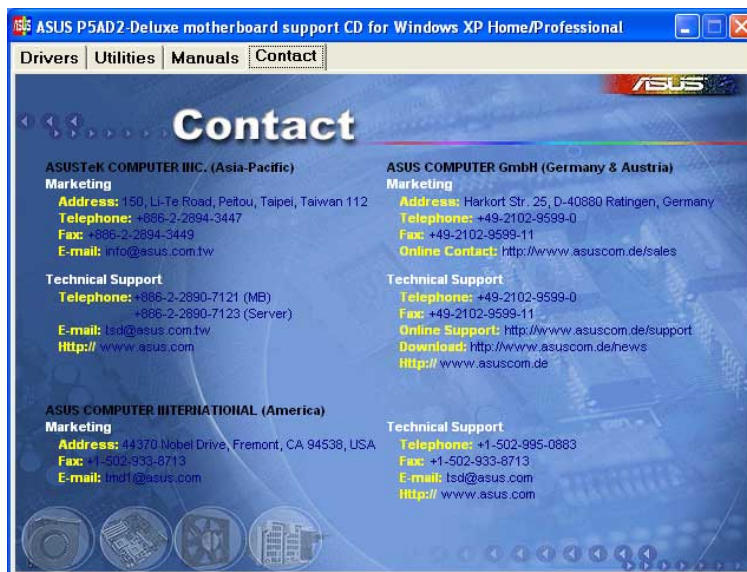 ASUS P5AD2-Deluxe motherboard support CD for Windows XP Home/Professional
Drivers Utilities Manuals Contact
ASUS
Contact
ASUSTeK COMPUTER INC. (Asia-Pacific)
Marketing
Address: 150, Li-Te Road, Peitou, Taipei, Taiwan 112
Telephone: +886-2-2894-3447
Fax: +886-2-2894-3449
E-mail: info@asus.com.tw
Technical Support
Telephone: +886-2-2890-7121 (MB)
+886-2-2890-7123 (Server)
E-mail: tsd@asus.com.tw
Http:// www.asus.com
ASUS COMPUTER GmbH (Germany & Austria)
Marketing
Address: Harkort Str. 25, D-40880 Ratingen, Germany
Telephone: +49-2102-9599-0
Fax: +49-2102-9599-11
Online Contact: http://www.asuscom.de/sales
Technical Support
Telephone: +49-2102-9599-0
Fax: +49-2102-9599-11
Online Support: http://www.asuscom.de/support
Download: http://www.asuscom.de/news
Http:// www.asuscom.de
ASUS COMPUTER INTERNATIONAL (America)
Marketing
Address: 44370 Nobel Drive, Fremont, CA 94538, USA
Fax: +1-502-933-8713
E-mail: tmd1@asus.com
Technical Support
Telephone: +1-502-995-0883
Fax: +1-502-933-8713
E-mail: tsd@asus.com
Http:// www.asus.com